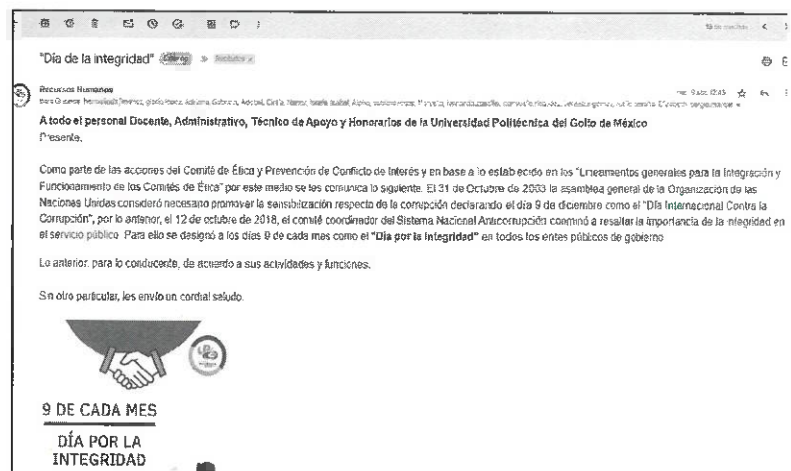 "Día de la integridad"
Recursos Humanos
A todo el personal Docente, Administrativo, Técnico de Apoyo y Honorarios de la Universidad Politécnica del Golfo de México
Presente.
Como parte de las acciones del Comité de Ética y Prevención de Conflicto de Interés y en base a lo establecido en los "Lineamientos generales para la Integración y
Funcionamiento de los Comités de Ética" por este medio se les comunica lo siguiente. El 31 de Octubre de 2003 la asamblea general de la Organización de las
Naciones Unidas consideró necesario promover la sensibilización respecto de la corrupción declarando el día 9 de diciembre como el "Día Internacional Contra la
Corrupción", por lo anterior, el 12 de octubre de 2018, el comité coordinador del Sistema Nacional Anticorrupción conminó a resaltar la importancia de la integridad en
el servicio público. Para ello se designó a los días 9 de cada mes como el "Día por la Integridad" en todos los entes públicos de gobierno
Lo anterior, para lo conducente, de acuerdo a sus actividades y funciones.
Sin otro particular, les envío un cordial saludo.
9 DE CADA MES
DÍA POR LA
INTEGRIDAD